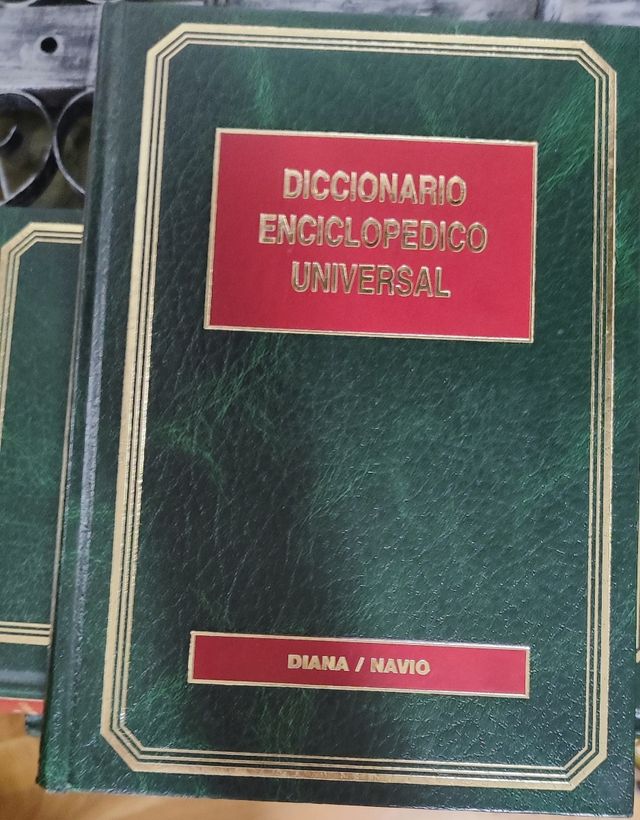 DICCIONARIO
ENCICLOPEDICO
UNIVERSAL
DIANA / NAVIO